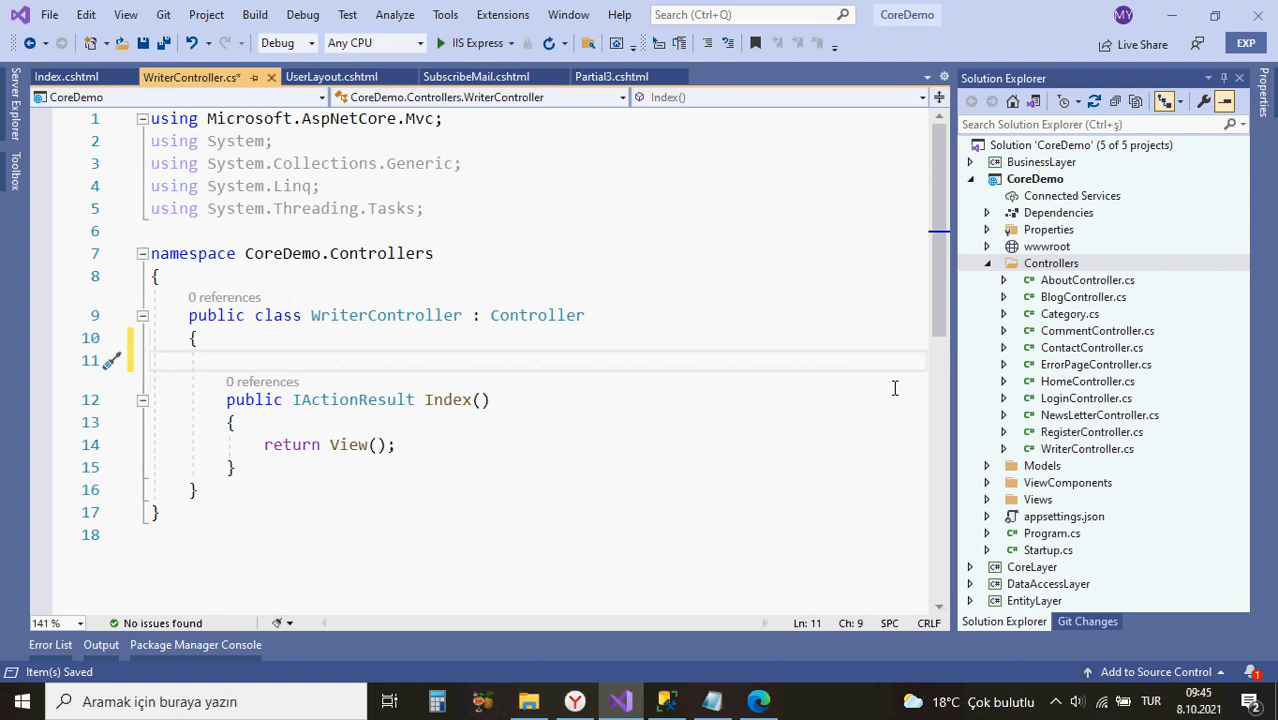 File Edit View Git Project Build Debug Test Analyze Tools Extensions Window Help Search (Ctrl+Q) CoreDemo MY
Debug Any CPU IIS Express Live Share EXP
Index.cshtml WriterController.cs* UserLayout.cshtml SubscribeMail.cshtml Partial3.cshtml
CoreDemo CoreDemo.Controllers.WriterController Index()
Server Explorer
Toolbox
1 using Microsoft.AspNetCore.Mvc;
2 using System;
3 using System.Collections.Generic;
4 using System.Linq;
5 using System.Threading.Tasks;
6
7 namespace CoreDemo.Controllers
8 {
0 references
9 public class WriterController : Controller
10 {
11
0 references
12 public IActionResult Index()
13 {
14 return View();
15 }
16 }
17 }
18
141 % No issues found Ln: 11 Ch: 9 SPC CRLF
Solution Explorer
Search Solution Explorer (Ctrl+ş)
Solution 'CoreDemo' (5 of 5 projects)
BusinessLayer
CoreDemo
Connected Services
Dependencies
Properties
wwwroot
Controllers
AboutController.cs
BlogController.cs
Category.cs
CommentController.cs
ContactController.cs
ErrorPageController.cs
HomeController.cs
LoginController.cs
NewsLetterController.cs
RegisterController.cs
WriterController.cs
Models
ViewComponents
Views
appsettings.json
Program.cs
Startup.cs
CoreLayer
DataAccessLayer
EntityLayer
Solution Explorer Git Changes
Properties
Error List Output Package Manager Console
Item(s) Saved Add to Source Control 1
Aramak için buraya yazın 18°C Çok bulutlu TUR 09:45
8.10.2021 2